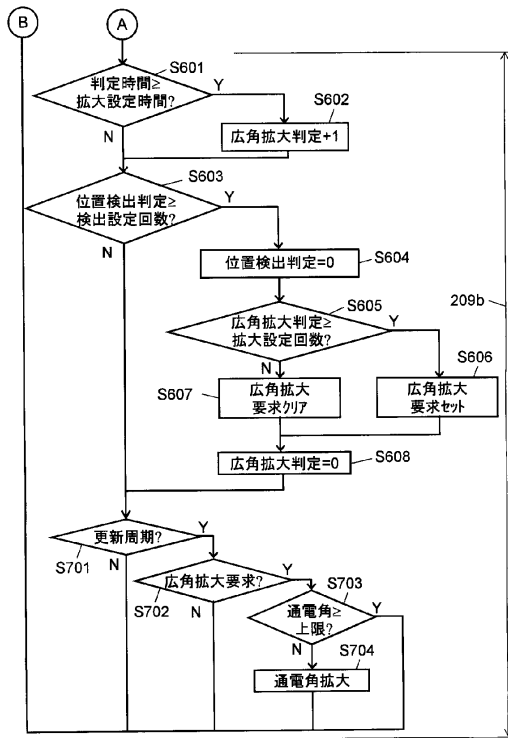 B
A
S601
判定時間≥
拡大設定時間?
Y
N
S602
広角拡大判定+1
S603
位置検出判定≥
検出設定回数?
Y
N
位置検出判定=0
S604
S605
広角拡大判定≥
拡大設定回数?
Y
N
209b
S606
広角拡大
要求セット
S607
広角拡大
要求クリア
広角拡大判定=0
S608
更新周期?
Y
S701
N
広角拡大要求?
Y
S702
N
S703
通電角≥
上限?
Y
N
S704
通電角拡大